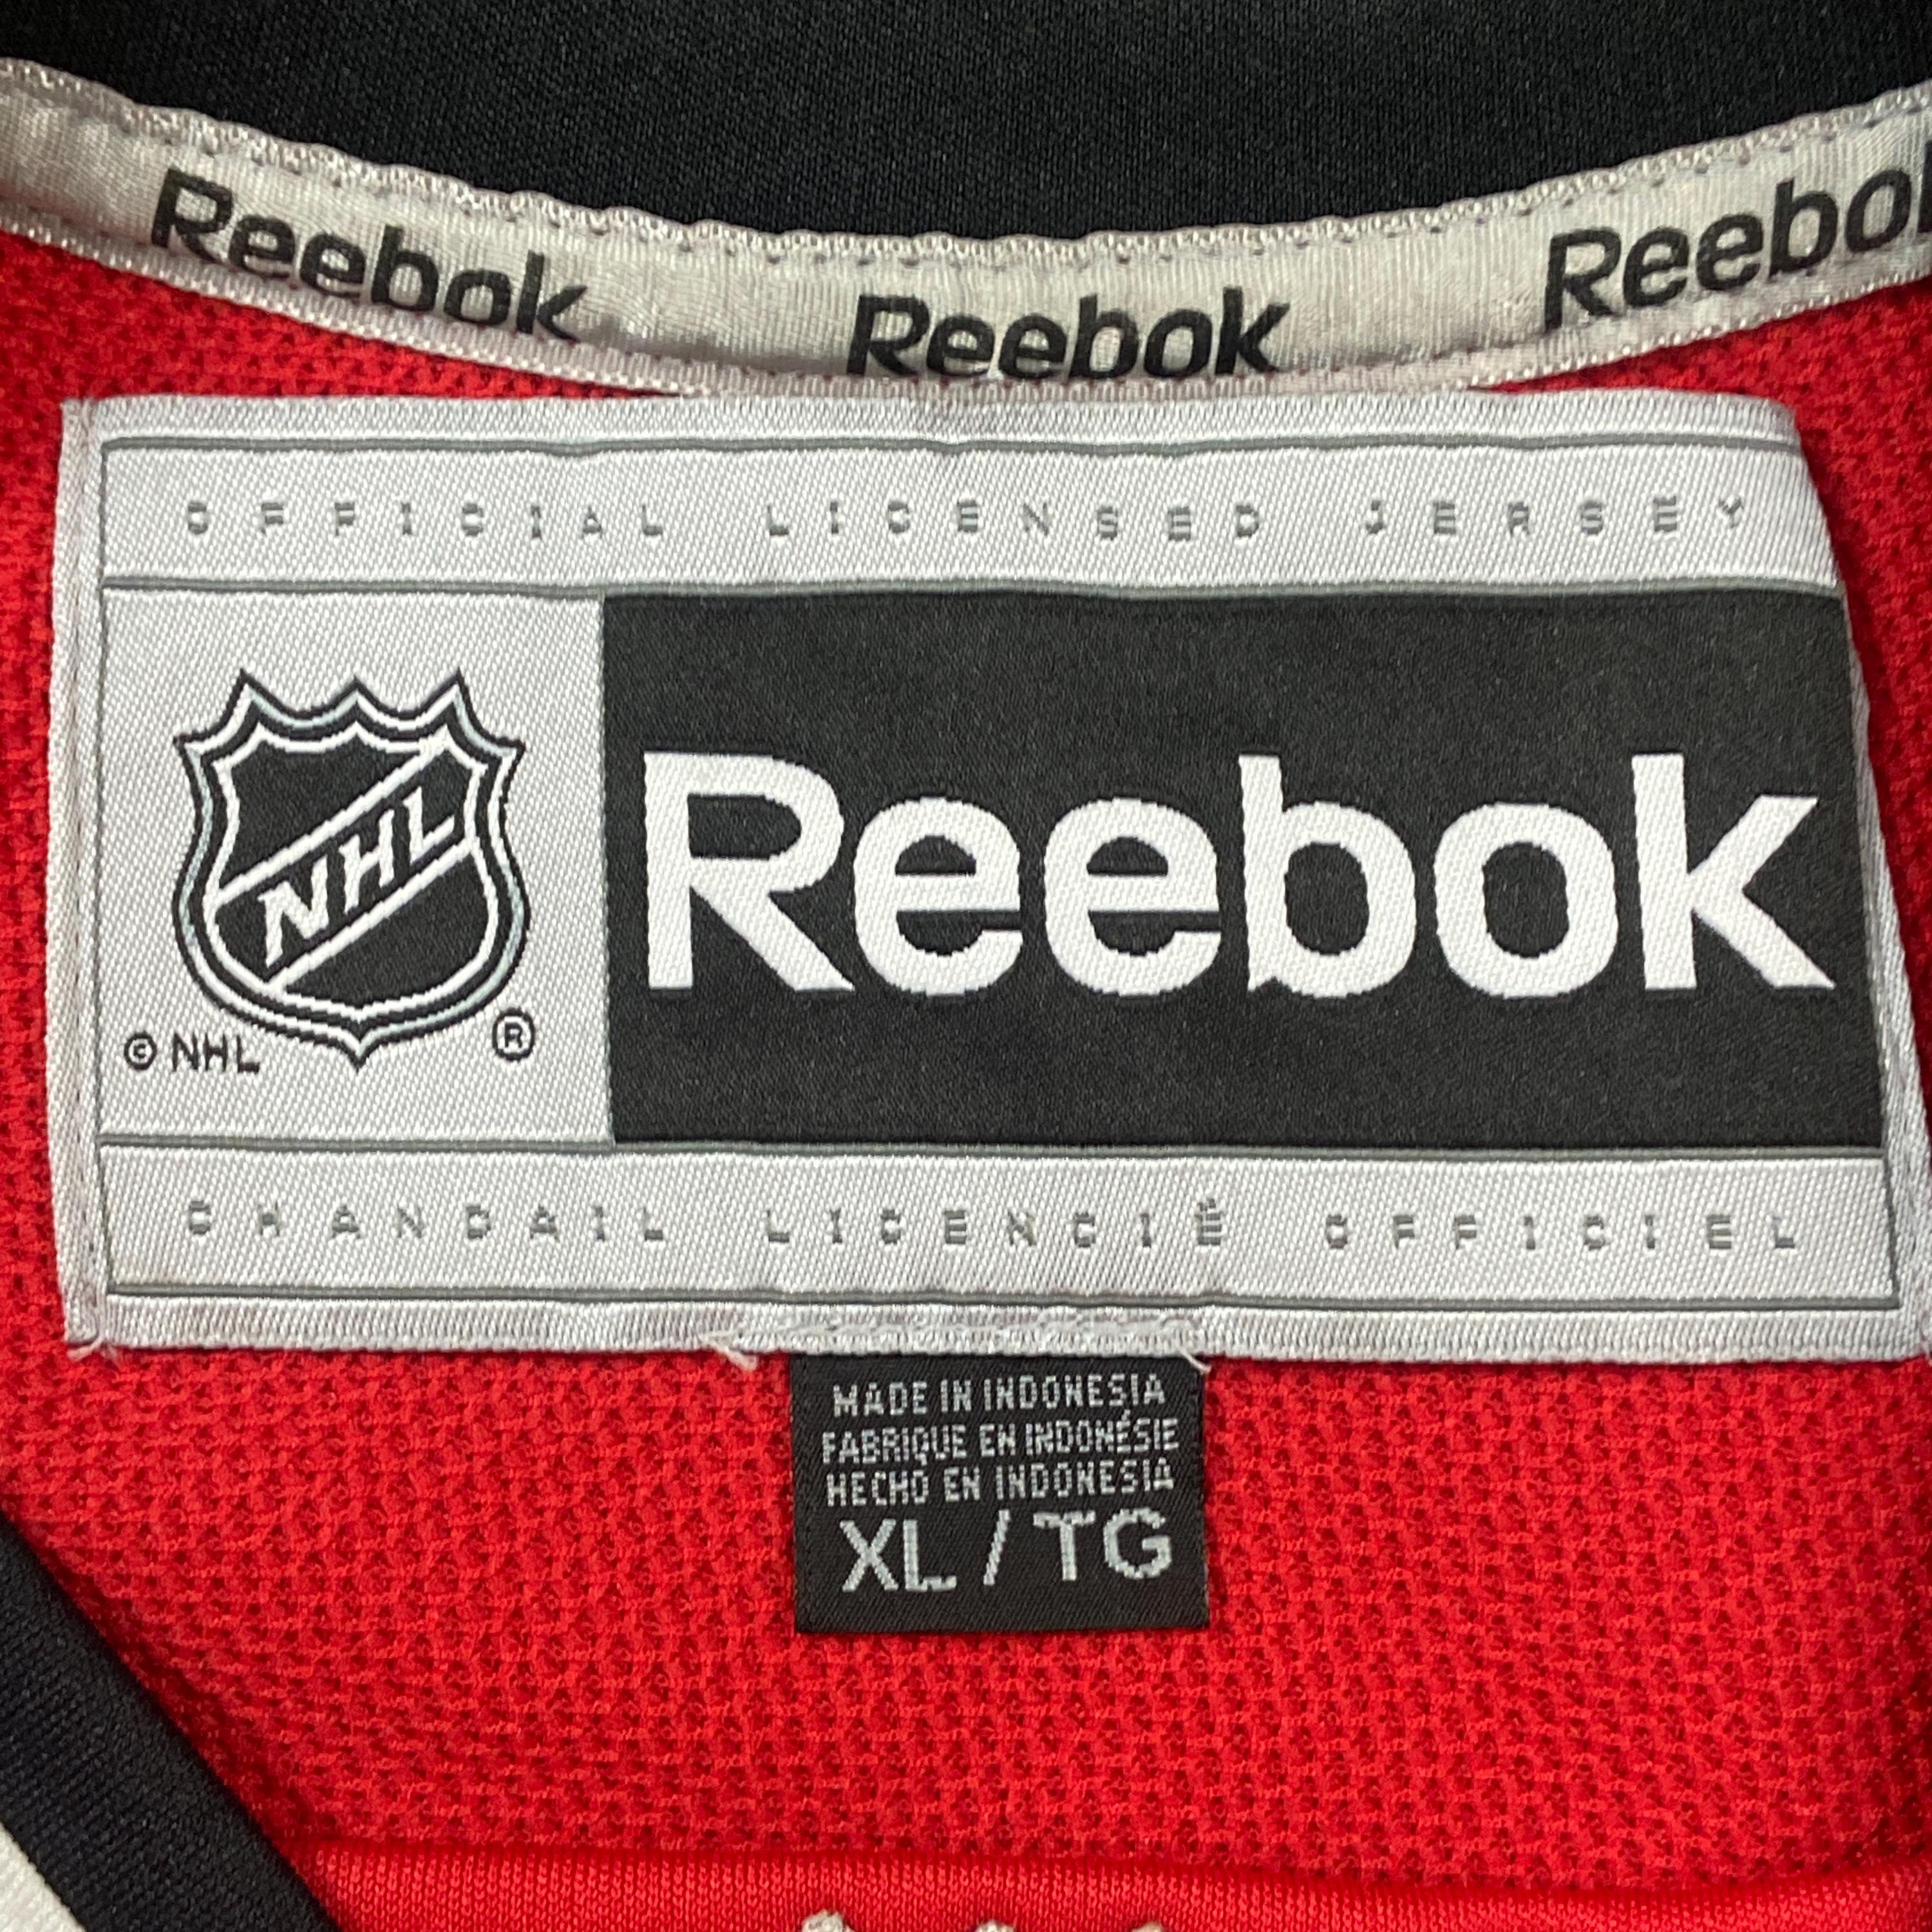 Reebok Reebok Reebo
OFFICIAL LICENSED JERSEY
NHL
© NHL ®
Reebok
CHANDAIL LICENCIÉ OFFICIEL
MADE IN INDONESIA
FABRIQUE EN INDONÉSIE
HECHO EN INDONESIA
XL / TG